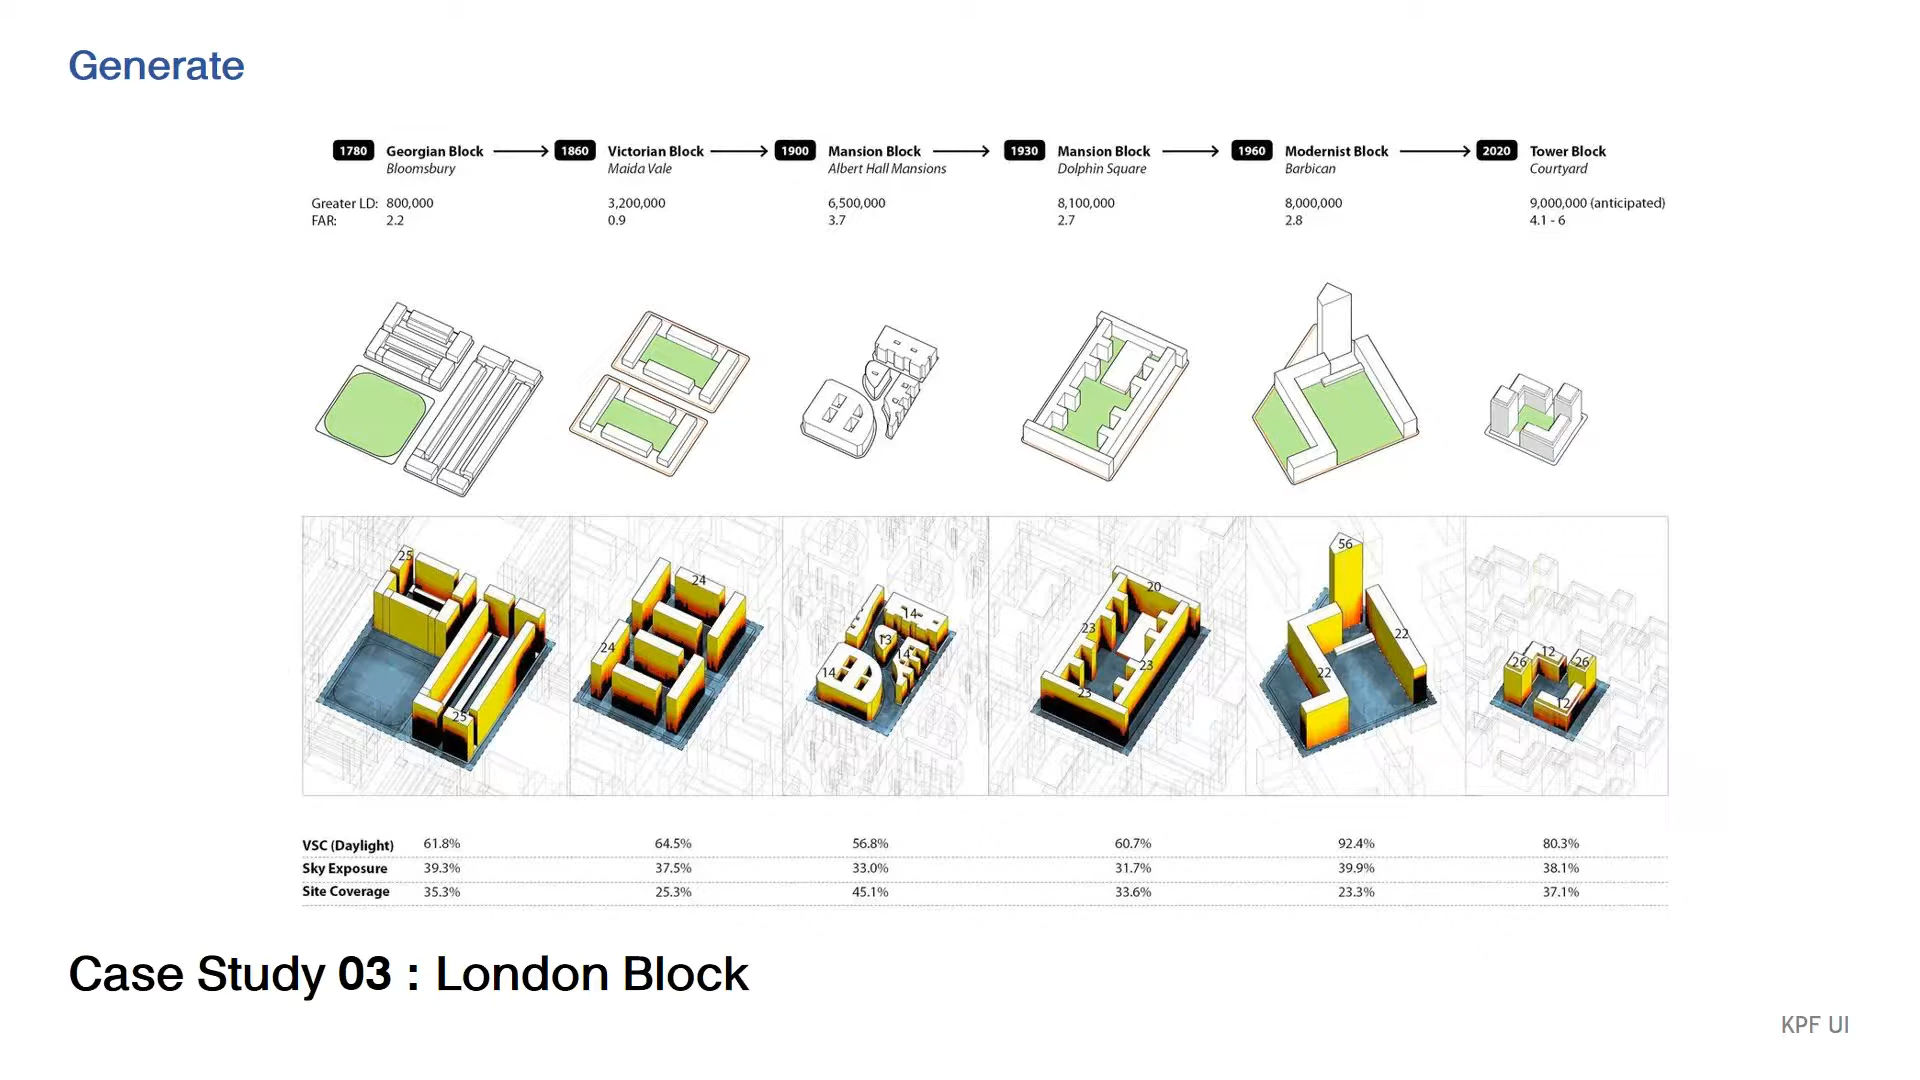 Generate
1780 Georgian Block 1860 Victorian Block 1900 Mansion Block 1930 Mansion Block 1960 Modernist Block 2020 Tower Block
Bloomsbury Maida Vale Albert Hall Mansions Dolphin Square Barbican Courtyard
Greater LD: 800,000 3,200,000 6,500,000 8,100,000 8,000,000 9,000,000 (anticipated)
FAR: 2.2 0.9 3.7 2.7 2.8 4.1 - 6
25
25
24
24
14
13
14
14
20
23
23
23
56
22
22
12
26
26
12
VSC (Daylight) 61.8% 64.5% 56.8% 60.7% 92.4% 80.3%
Sky Exposure 39.3% 37.5% 33.0% 31.7% 39.9% 38.1%
Site Coverage 35.3% 25.3% 45.1% 33.6% 23.3% 37.1%
Case Study 03 : London Block
KPF UI